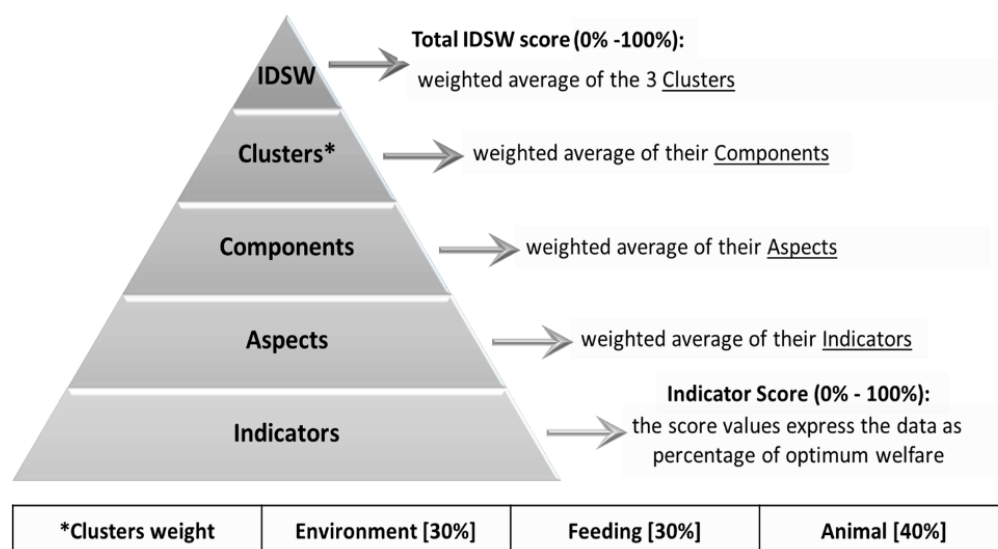 Total IDSW score (0% -100%):
IDSW
weighted average of the 3 Clusters
Clusters*
weighted average of their Components
Components
weighted average of their Aspects
Aspects
weighted average of their Indicators
Indicator Score (0% - 100%):
Indicators
the score values express the data as
percentage of optimum welfare
*Clusters weight
Environment [30%]
Feeding [30%]
Animal [40%]